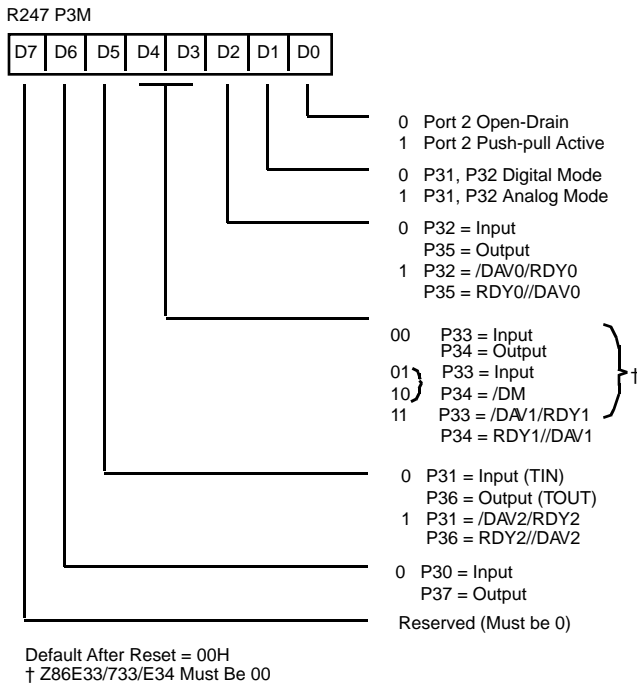 R247 P3M
D7 D6 D5 D4 D3 D2 D1 D0
0 Port 2 Open-Drain
1 Port 2 Push-pull Active
0 P31, P32 Digital Mode
1 P31, P32 Analog Mode
0 P32 = Input
P35 = Output
1 P32 = /DAV0/RDY0
P35 = RDY0//DAV0
00 P33 = Input
P34 = Output
01 P33 = Input
10 P34 = /DM
11 P33 = /DAV1/RDY1
P34 = RDY1//DAV1
†
0 P31 = Input (TIN)
P36 = Output (TOUT)
1 P31 = /DAV2/RDY2
P36 = RDY2//DAV2
0 P30 = Input
P37 = Output
Reserved (Must be 0)
Default After Reset = 00H
† Z86E33/733/E34 Must Be 00